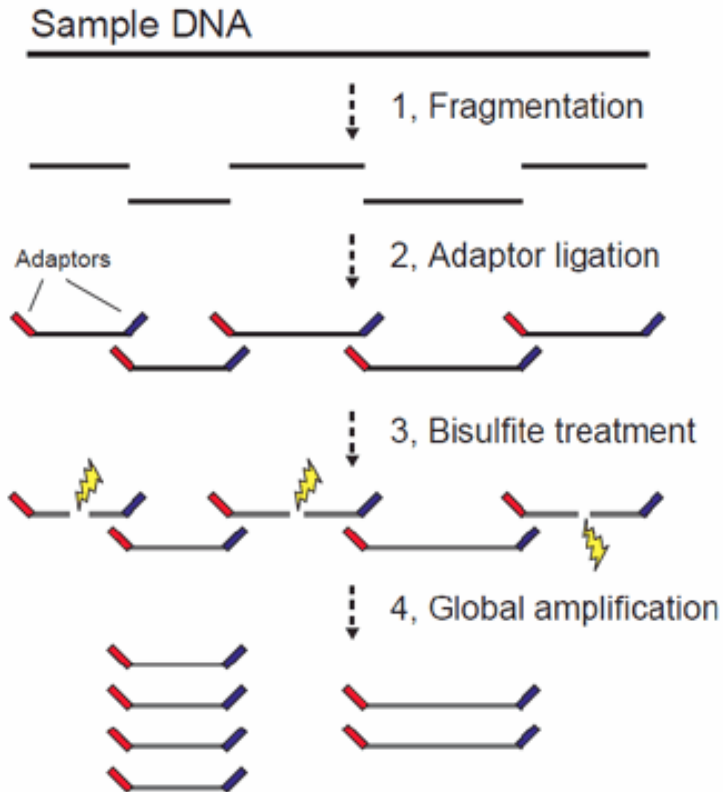 Sample DNA
1, Fragmentation
2, Adaptor ligation
Adaptors
3, Bisulfite treatment
4, Global amplification